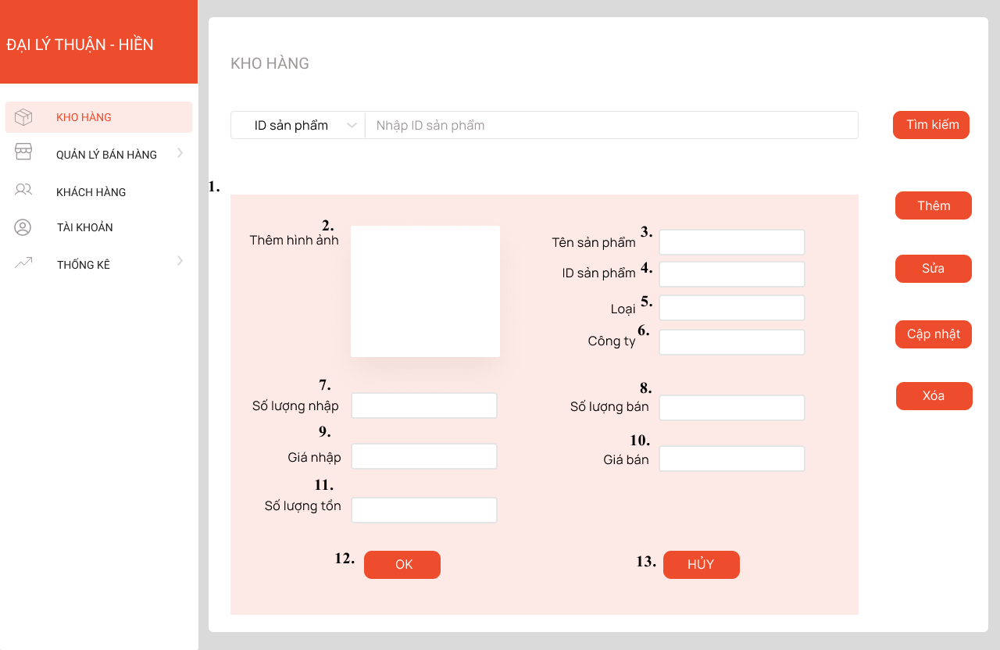 ĐẠI LÝ THUẬN - HIỀN
KHO HÀNG
QUẢN LÝ BÁN HÀNG
KHÁCH HÀNG
TÀI KHOẢN
THỐNG KÊ
KHO HÀNG
ID sản phẩm
Nhập ID sản phẩm
Tìm kiếm
1.
2.
Thêm hình ảnh
3.
Tên sản phẩm
4.
ID sản phẩm
5.
Loại
6.
Công ty
7.
Số lượng nhập
8.
Số lượng bán
9.
Giá nhập
10.
Giá bán
11.
Số lượng tồn
12.
OK
13.
HỦY
Thêm
Sửa
Cập nhật
Xóa